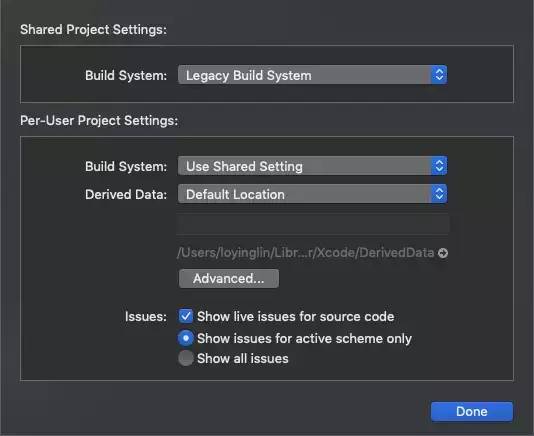 Shared Project Settings:
Build System: Legacy Build System
Per-User Project Settings:
Build System: Use Shared Setting
Derived Data: Default Location
/Users/loyinglin/Libr...r/Xcode/DerivedData
Advanced...
Issues: Show live issues for source code
Show issues for active scheme only
Show all issues
Done